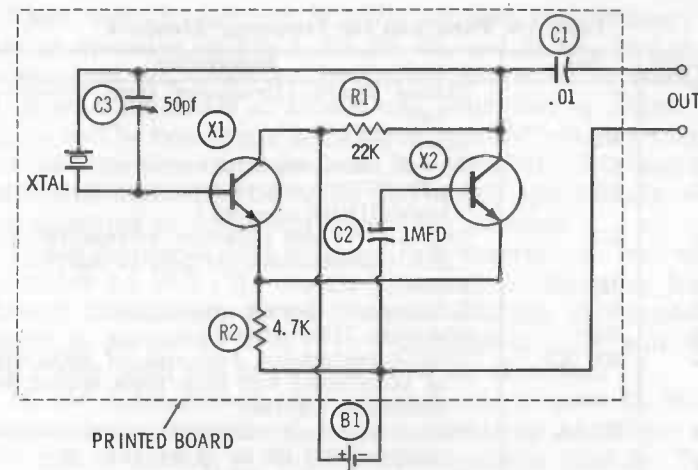 C1
.01
OUT
R1
22K
C3
50pf
X1
X2
XTAL
C2
1MFD
R2
4.7K
PRINTED BOARD
B1
+ −